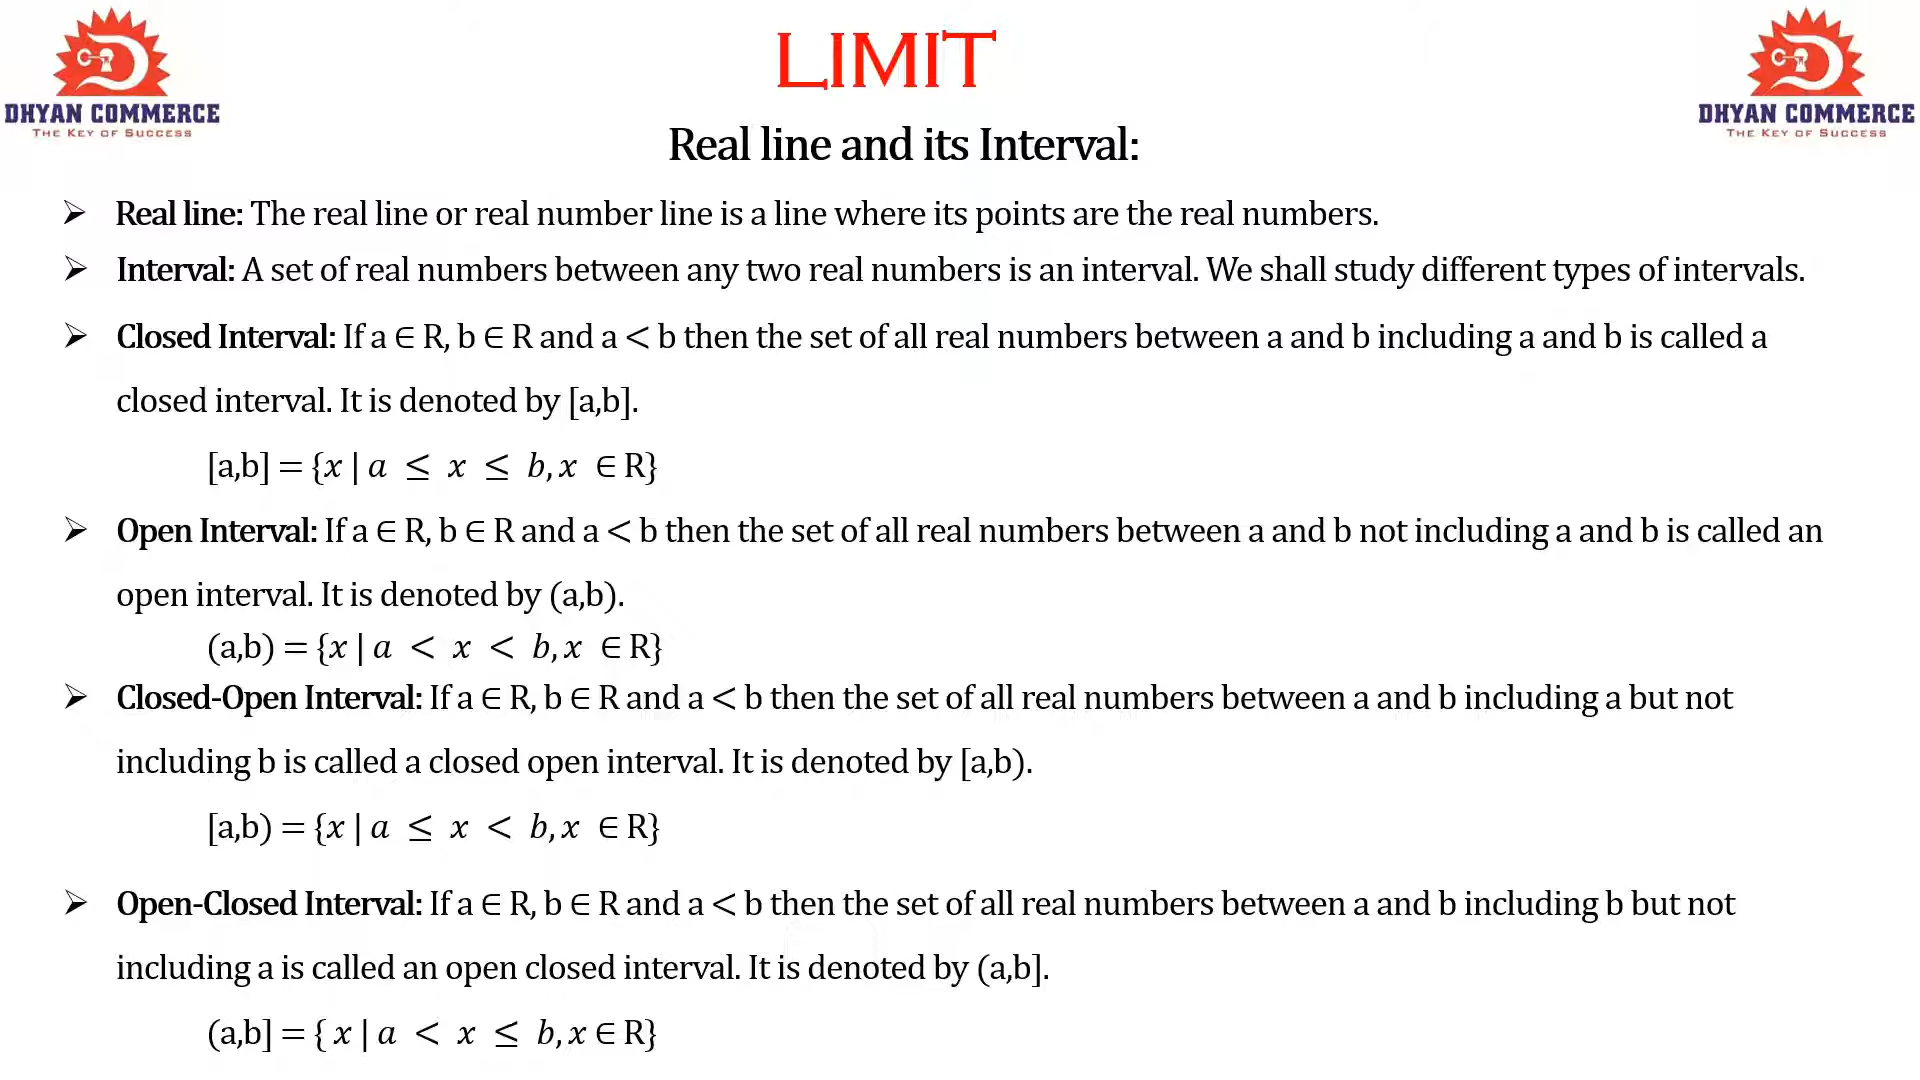 DHYAN COMMERCE
THE KEY OF SUCCESS
LIMIT
DHYAN COMMERCE
THE KEY OF SUCCESS
Real line and its Interval:
➢ Real line: The real line or real number line is a line where its points are the real numbers.
➢ Interval: A set of real numbers between any two real numbers is an interval. We shall study different types of intervals.
➢ Closed Interval: If a ∈ R, b ∈ R and a < b then the set of all real numbers between a and b including a and b is called a
closed interval. It is denoted by [a,b].
[a,b] = {x | a ≤ x ≤ b, x ∈ R}
➢ Open Interval: If a ∈ R, b ∈ R and a < b then the set of all real numbers between a and b not including a and b is called an
open interval. It is denoted by (a,b).
(a,b) = {x | a < x < b, x ∈ R}
➢ Closed-Open Interval: If a ∈ R, b ∈ R and a < b then the set of all real numbers between a and b including a but not
including b is called a closed open interval. It is denoted by [a,b).
[a,b) = {x | a ≤ x < b, x ∈ R}
➢ Open-Closed Interval: If a ∈ R, b ∈ R and a < b then the set of all real numbers between a and b including b but not
including a is called an open closed interval. It is denoted by (a,b].
(a,b] = { x | a < x ≤ b, x ∈ R}